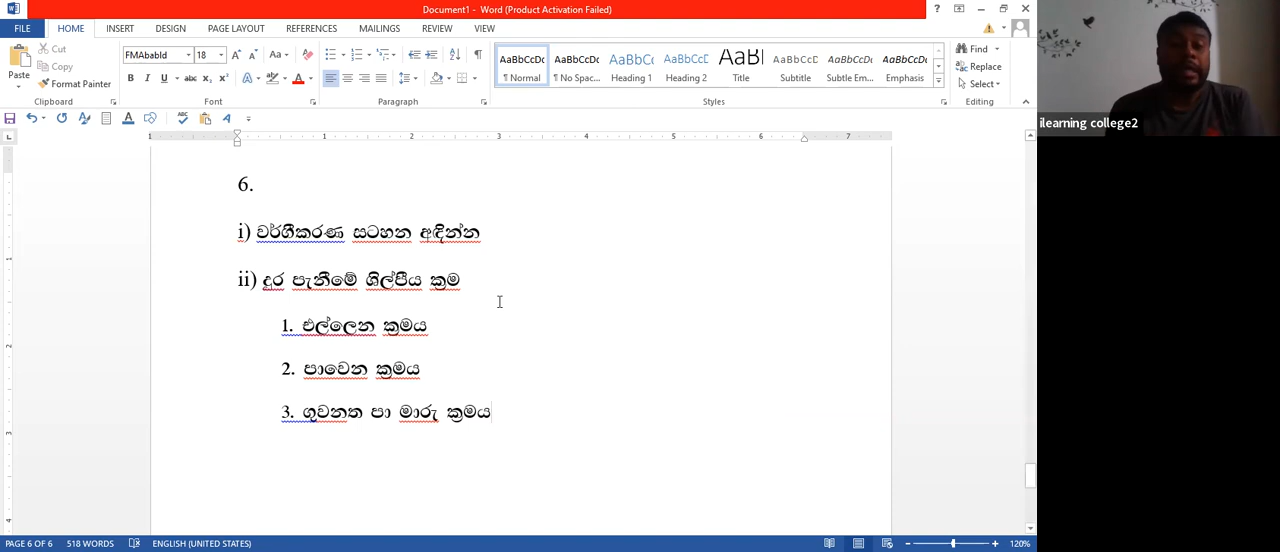 Document1 - Word (Product Activation Failed)
FILE HOME INSERT DESIGN PAGE LAYOUT REFERENCES MAILINGS REVIEW VIEW
Paste Cut Copy Format Painter
Clipboard
FMAbabld 18
Font
Paragraph
AaBbCcDc AaBbCcDc AaBbCc AaBbCcD AaBl AaBbCcD AaBbCcDc AaBbCcDc
¶ Normal ¶ No Spac... Heading 1 Heading 2 Title Subtitle Subtle Em... Emphasis
Styles
Find Replace Select
Editing
ilearning college2
6.
i) වර්ගීකරණ සටහන අඳින්න
ii) දුර පැනීමේ ශිල්පීය ක්‍රම
1. එල්ලෙන ක්‍රමය
2. පාවෙන ක්‍රමය
3. ගුවනත පා මාරු ක්‍රමය
PAGE 6 OF 6 518 WORDS ENGLISH (UNITED STATES) 120%